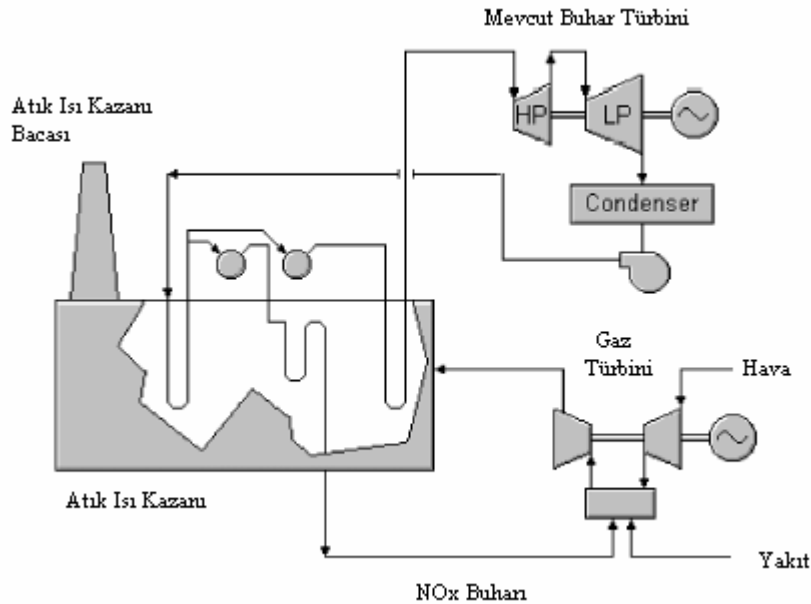 Mevcut Buhar Türbini
Atık Isı Kazanı
Bacası
HP
LP
Condenser
Gaz
Türbini
Hava
Atık Isı Kazanı
Yakıt
NOx Buharı